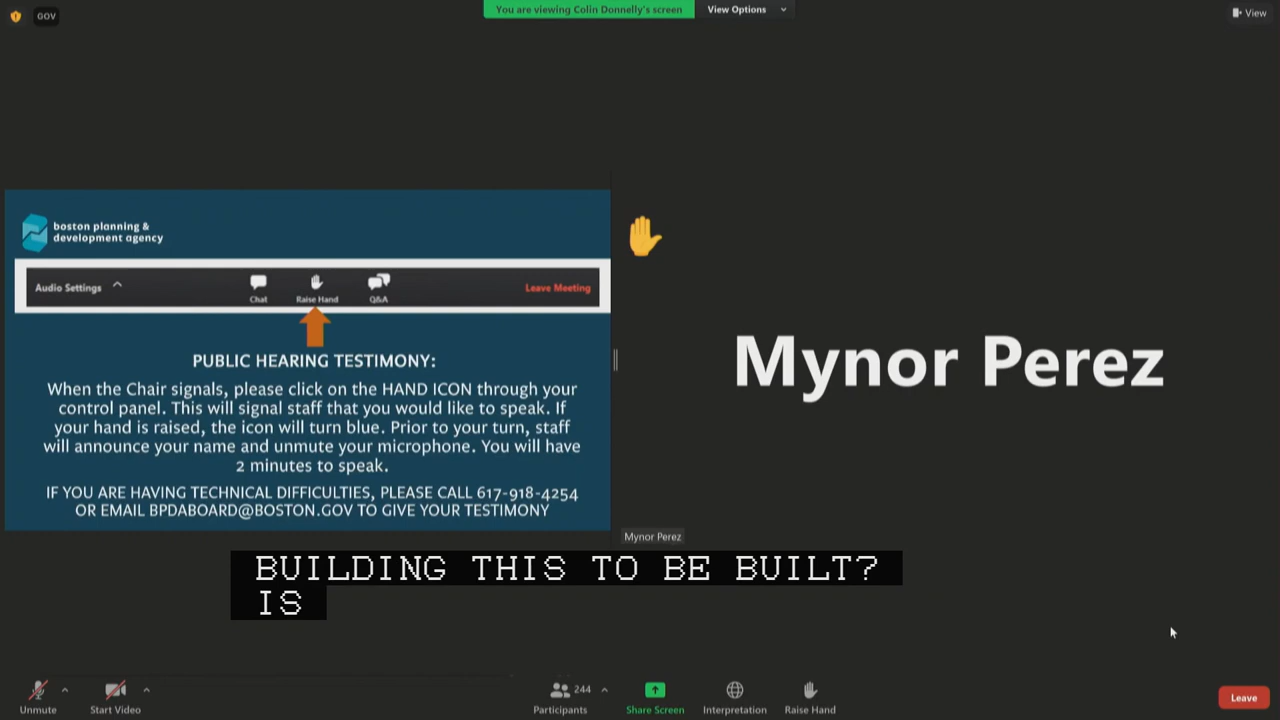 GOV
You are viewing Colin Donnelly's screen
View Options
View
boston planning &
development agency
Audio Settings
Chat
Raise Hand
Q&A
Leave Meeting
PUBLIC HEARING TESTIMONY:
When the Chair signals, please click on the HAND ICON through your
control panel. This will signal staff that you would like to speak. If
your hand is raised, the icon will turn blue. Prior to your turn, staff
will announce your name and unmute your microphone. You will have
2 minutes to speak.
IF YOU ARE HAVING TECHNICAL DIFFICULTIES, PLEASE CALL 617-918-4254
OR EMAIL BPDABOARD@BOSTON.GOV TO GIVE YOUR TESTIMONY
Mynor Perez
Mynor Perez
BUILDING THIS TO BE BUILT?
IS
Unmute
Start Video
244
Participants
Share Screen
Interpretation
Raise Hand
Leave